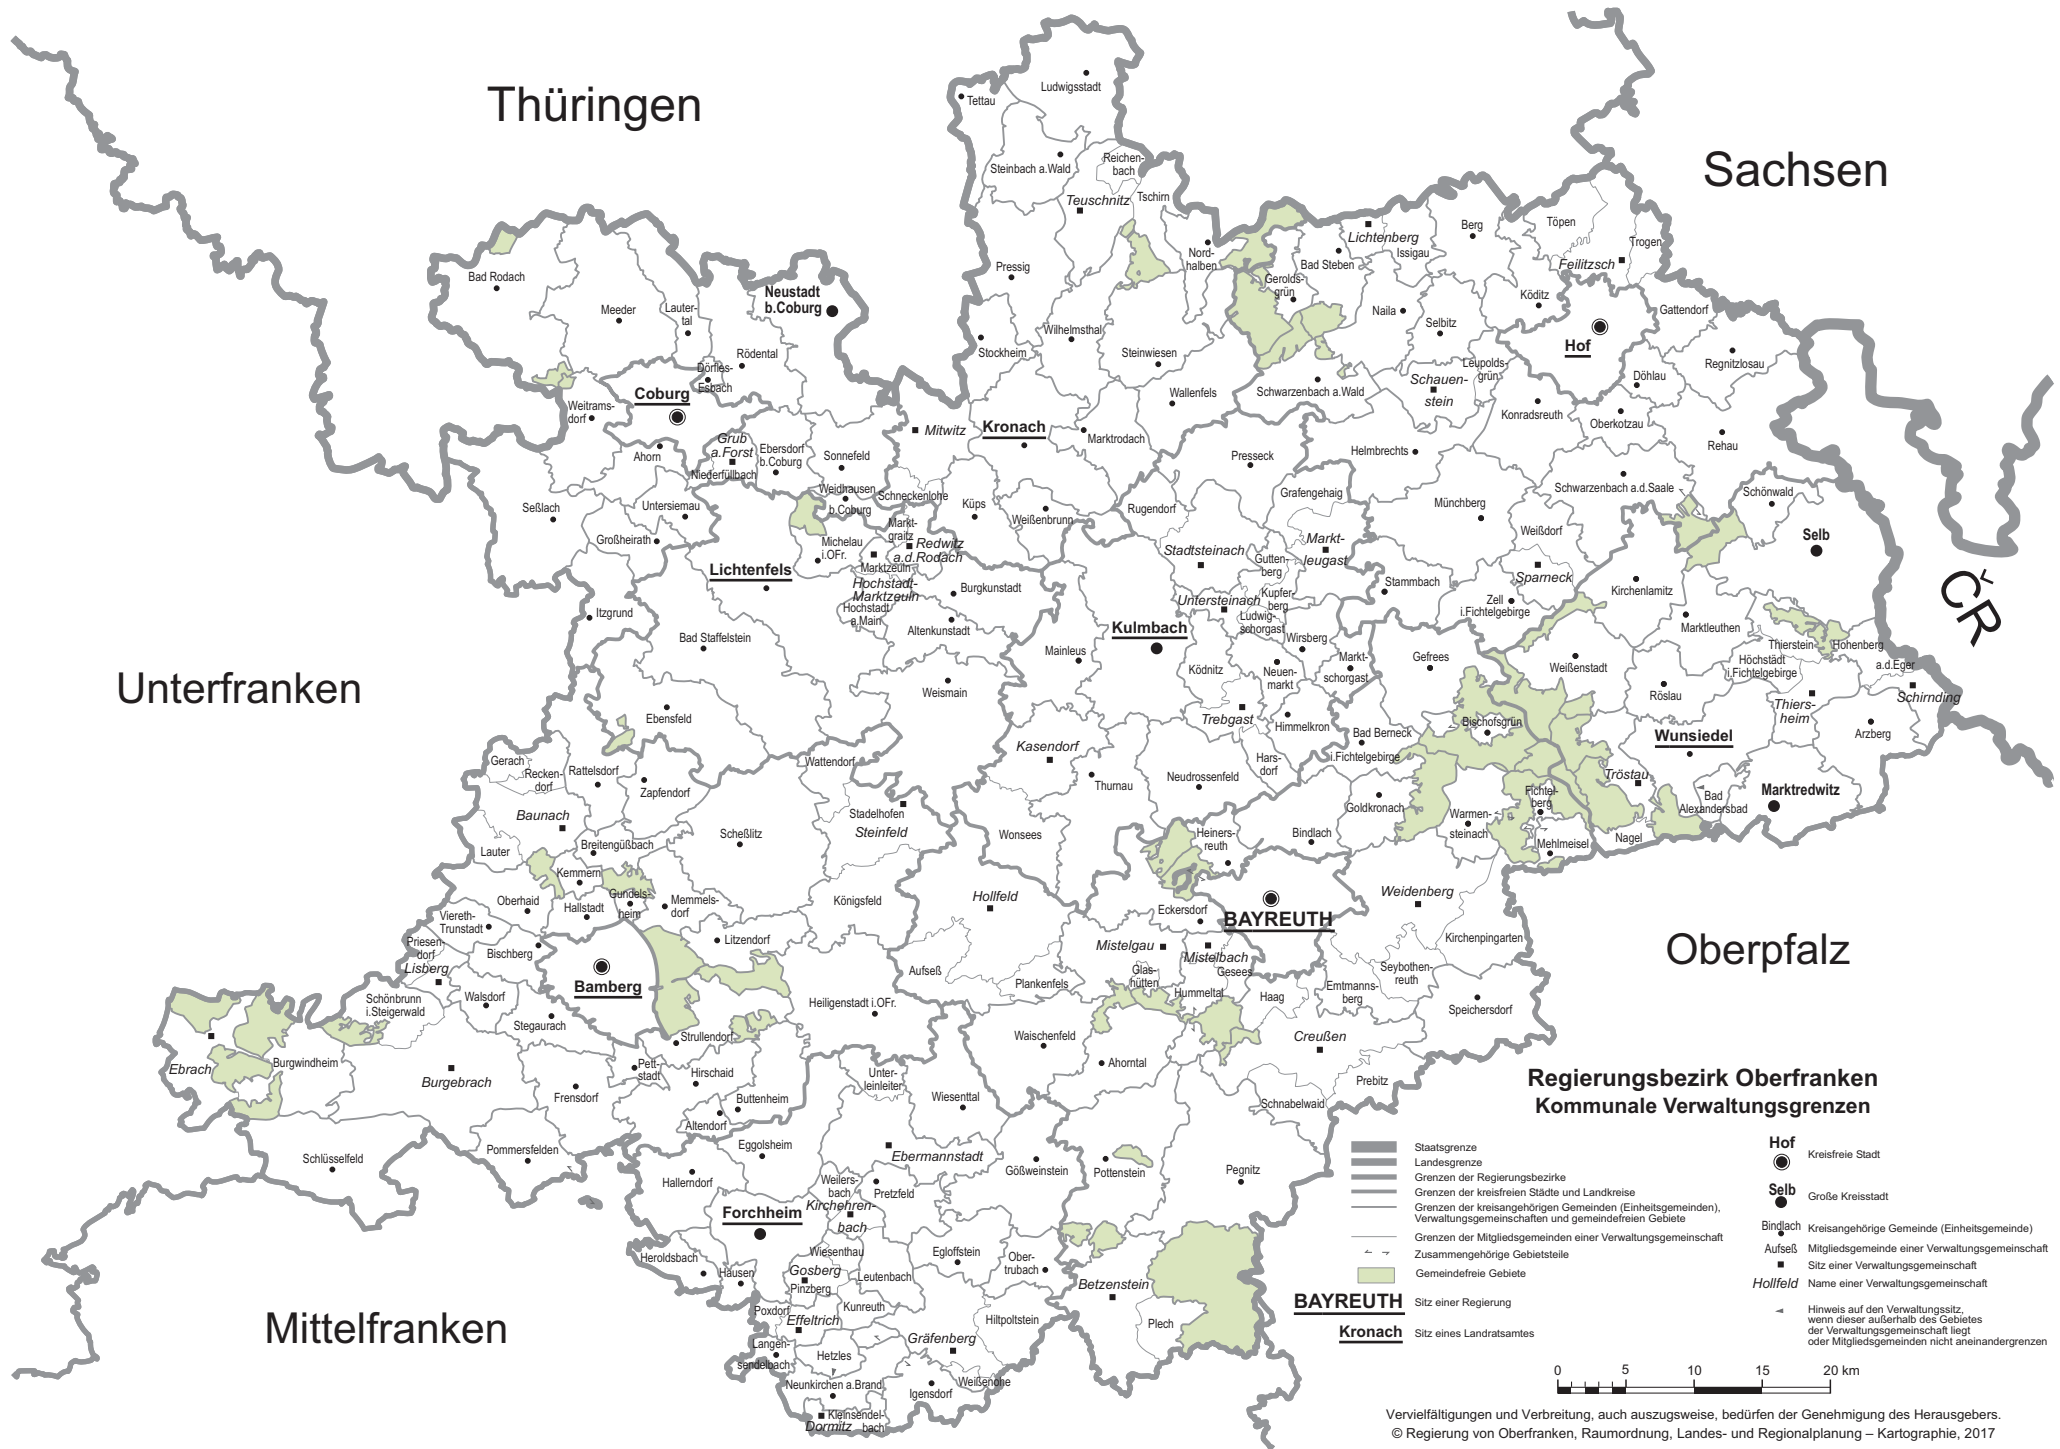 Thüringen
Sachsen
Unterfranken
Mittelfranken
Oberpfalz
ČR
Ludwigsstadt
Tettau
Steinbach a.Wald
Reichen-
bach
Teuschnitz
Tschirn
Nord-
halben
Pressig
Stockheim
Wilhelmsthal
Steinwiesen
Wallenfels
Kronach
Marktrodach
Mitwitz
Schneckenlohe
Küps
Weißenbrunn
Bad Rodach
Meeder
Lauter-
tal
Neustadt
b.Coburg
Rödental
Dörfles-
Esbach
Coburg
Weitrams-
dorf
Ahorn
Grub
a.Forst
Niederfüllbach
Ebersdorf
b.Coburg
Sonnefeld
Weidhausen
b.Coburg
Seßlach
Untersiemau
Großheirath
Itzgrund
Lichtenfels
Michelau
i.OFr.
Markt-
graitz
Redwitz
a.d.Rodach
Marktzeuln
Hochstadt-
Marktzeuln
Hochstadt
a.Main
Burgkunstadt
Altenkunstadt
Weismain
Bad Staffelstein
Ebensfeld
Lichtenberg
Bad Steben
Issigau
Berg
Töpen
Trogen
Feilitzsch
Gerolds-
grün
Naila
Selbitz
Köditz
Hof
Gattendorf
Regnitzlosau
Leupolds-
grün
Döhlau
Schauen-
stein
Schwarzenbach a.Wald
Konradsreuth
Oberkotzau
Rehau
Helmbrechts
Münchberg
Schwarzenbach a.d.Saale
Weißdorf
Sparneck
Zell
i.Fichtelgebirge
Stammbach
Presseck
Grafengehaig
Rugendorf
Stadtsteinach
Markt-
leugast
Gutten-
berg
Kupfer-
berg
Untersteinach
Ludwig-
schorgast
Kulmbach
Wirsberg
Mainleus
Ködnitz
Neuen-
markt
Markt-
schorgast
Trebgast
Himmelkron
Kasendorf
Thurnau
Neudrossenfeld
Hars-
dorf
Wonsees
Schönwald
Selb
Kirchenlamitz
Marktleuthen
Thierstein
Hohenberg
a.d.Eger
Weißenstadt
Höchstädt
i.Fichtelgebirge
Röslau
Thiers-
heim
Schirnding
Arzberg
Wunsiedel
Tröstau
Bad
Alexandersbad
Marktredwitz
Nagel
Gefrees
Bischofsgrün
Bad Berneck
i.Fichtelgebirge
Goldkronach
Fichtel-
berg
Warmen-
steinach
Mehlmeisel
Bindlach
Heiners-
reuth
BAYREUTH
Eckersdorf
Weidenberg
Kirchenpingarten
Seybothen-
reuth
Emtmanns-
berg
Speichersdorf
Hollfeld
Aufseß
Plankenfels
Mistelgau
Mistelbach
Glas-
hütten
Gesees
Hummeltal
Haag
Creußen
Prebitz
Schnabelwaid
Waischenfeld
Ahorntal
Pottenstein
Pegnitz
Betzenstein
Plech
Gerach
Recken-
dorf
Rattelsdorf
Zapfendorf
Wattendorf
Stadelhofen
Steinfeld
Baunach
Lauter
Breitengüßbach
Scheßlitz
Kemmern
Oberhaid
Hallstadt
Gundels-
heim
Memmels-
dorf
Königsfeld
Viereth-
Trunstadt
Bischberg
Litzendorf
Priesen-
dorf
Lisberg
Bamberg
Walsdorf
Schönbrunn
i.Steigerwald
Stegaurach
Heiligenstadt i.OFr.
Strullendorf
Ebrach
Burgwindheim
Burgebrach
Frensdorf
Pett-
stadt
Hirschaid
Buttenheim
Altendorf
Schlüsselfeld
Pommersfelden
Unter-
leinleiter
Wiesenttal
Eggolsheim
Ebermannstadt
Gößweinstein
Hallerndorf
Weilers-
bach
Pretzfeld
Kirchehren-
bach
Forchheim
Wiesenthau
Egloffstein
Ober-
trubach
Heroldsbach
Hausen
Gosberg
Pinzberg
Leutenbach
Kunreuth
Poxdorf
Effeltrich
Hiltpoltstein
Gräfenberg
Langen-
sendelbach
Hetzles
Neunkirchen a.Brand
Igensdorf
Weißenohe
Kleinsendel-
bach
Dormitz
Regierungsbezirk Oberfranken
Kommunale Verwaltungsgrenzen
Staatsgrenze
Landesgrenze
Grenzen der Regierungsbezirke
Grenzen der kreisfreien Städte und Landkreise
Grenzen der kreisangehörigen Gemeinden (Einheitsgemeinden),
Verwaltungsgemeinschaften und gemeindefreien Gebiete
Grenzen der Mitgliedsgemeinden einer Verwaltungsgemeinschaft
Zusammengehörige Gebietsteile
Gemeindefreie Gebiete
BAYREUTH Sitz einer Regierung
Kronach Sitz eines Landratsamtes
Hof Kreisfreie Stadt
Selb Große Kreisstadt
Bindlach Kreisangehörige Gemeinde (Einheitsgemeinde)
Aufseß Mitgliedsgemeinde einer Verwaltungsgemeinschaft
Sitz einer Verwaltungsgemeinschaft
Hollfeld Name einer Verwaltungsgemeinschaft
Hinweis auf den Verwaltungssitz,
wenn dieser außerhalb des Gebietes
der Verwaltungsgemeinschaft liegt
oder Mitgliedsgemeinden nicht aneinandergrenzen
0 5 10 15 20 km
Vervielfältigungen und Verbreitung, auch auszugsweise, bedürfen der Genehmigung des Herausgebers.
© Regierung von Oberfranken, Raumordnung, Landes- und Regionalplanung – Kartographie, 2017